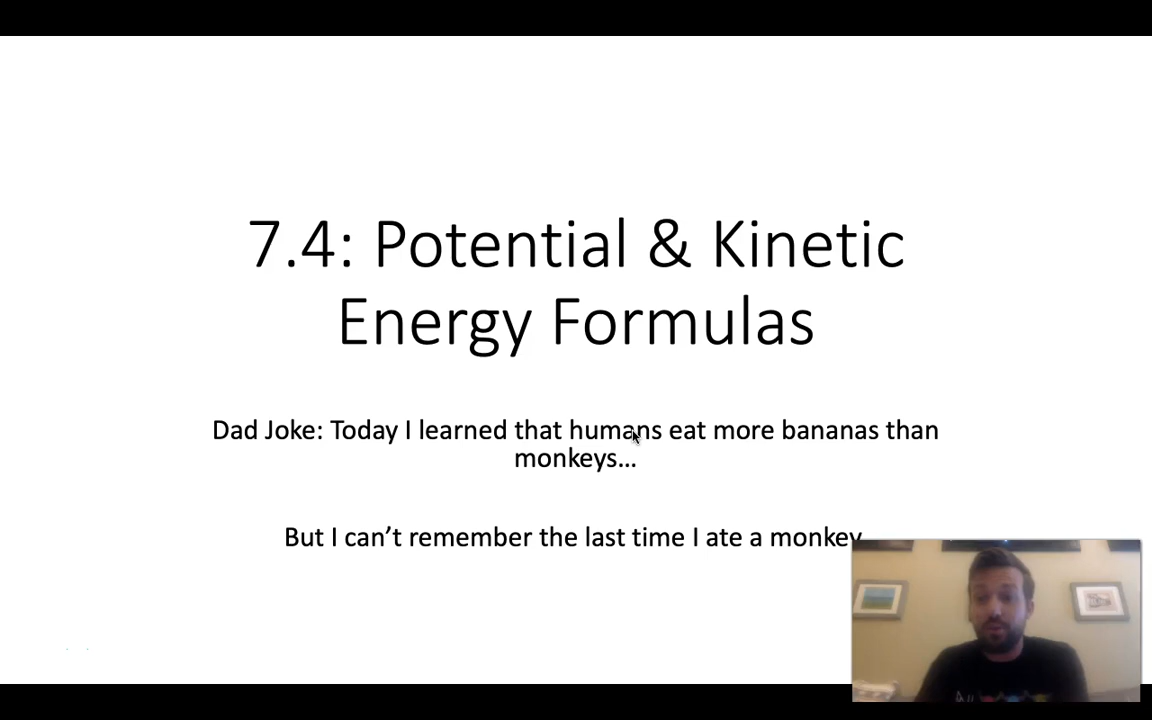 7.4: Potential & Kinetic
Energy Formulas
Dad Joke: Today I learned that humans eat more bananas than
monkeys...
But I can’t remember the last time I ate a monkey